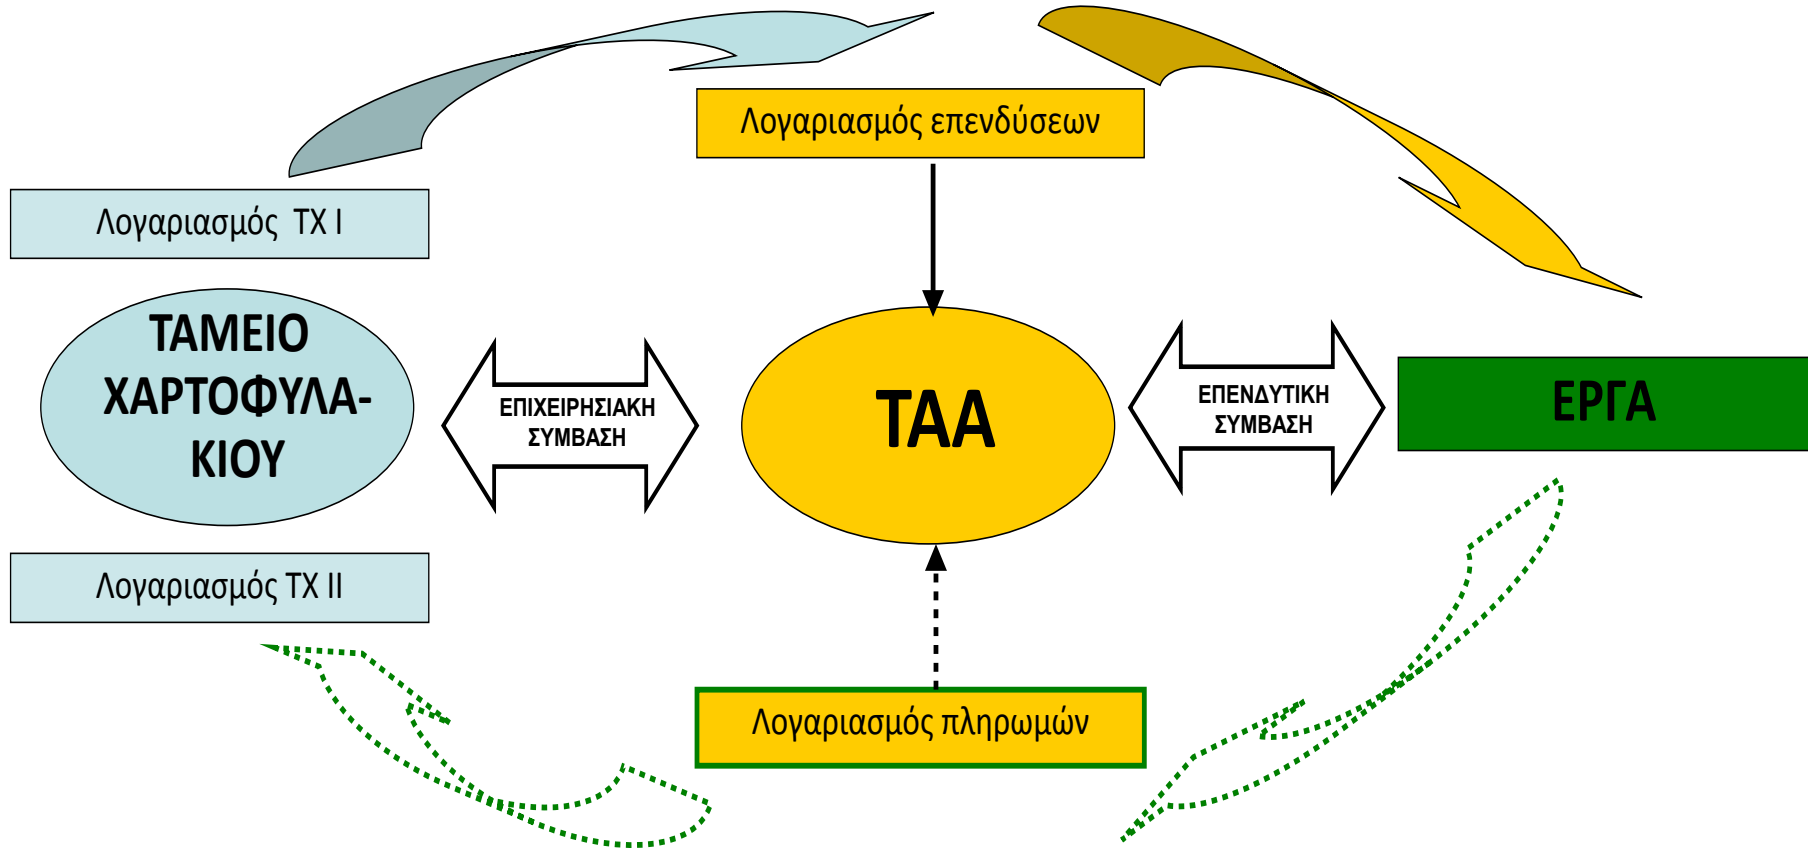 Λογαριασμός επενδύσεων
Λογαριασμός ΤΧ Ι
ΤΑΜΕΙΟ
ΧΑΡΤΟΦΥΛΑ-
ΚΙΟΥ
ΕΠΙΧΕΙΡΗΣΙΑΚΗ
ΣΥΜΒΑΣΗ
ΤΑΑ
ΕΠΕΝΔΥΤΙΚΗ
ΣΥΜΒΑΣΗ
ΕΡΓΑ
Λογαριασμός ΤΧ ΙΙ
Λογαριασμός πληρωμών